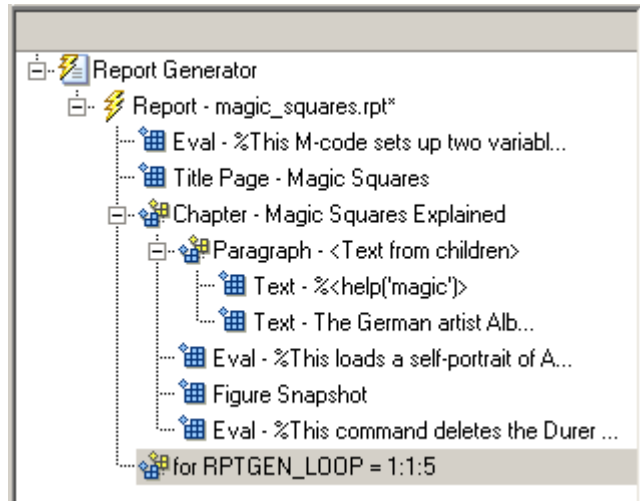 Report Generator
Report - magic_squares.rpt*
Eval - %This M-code sets up two variabl...
Title Page - Magic Squares
Chapter - Magic Squares Explained
Paragraph - <Text from children>
Text - %<help('magic')>
Text - The German artist Alb...
Eval - %This loads a self-portrait of A...
Figure Snapshot
Eval - %This command deletes the Durer ...
for RPTGEN_LOOP = 1:1:5